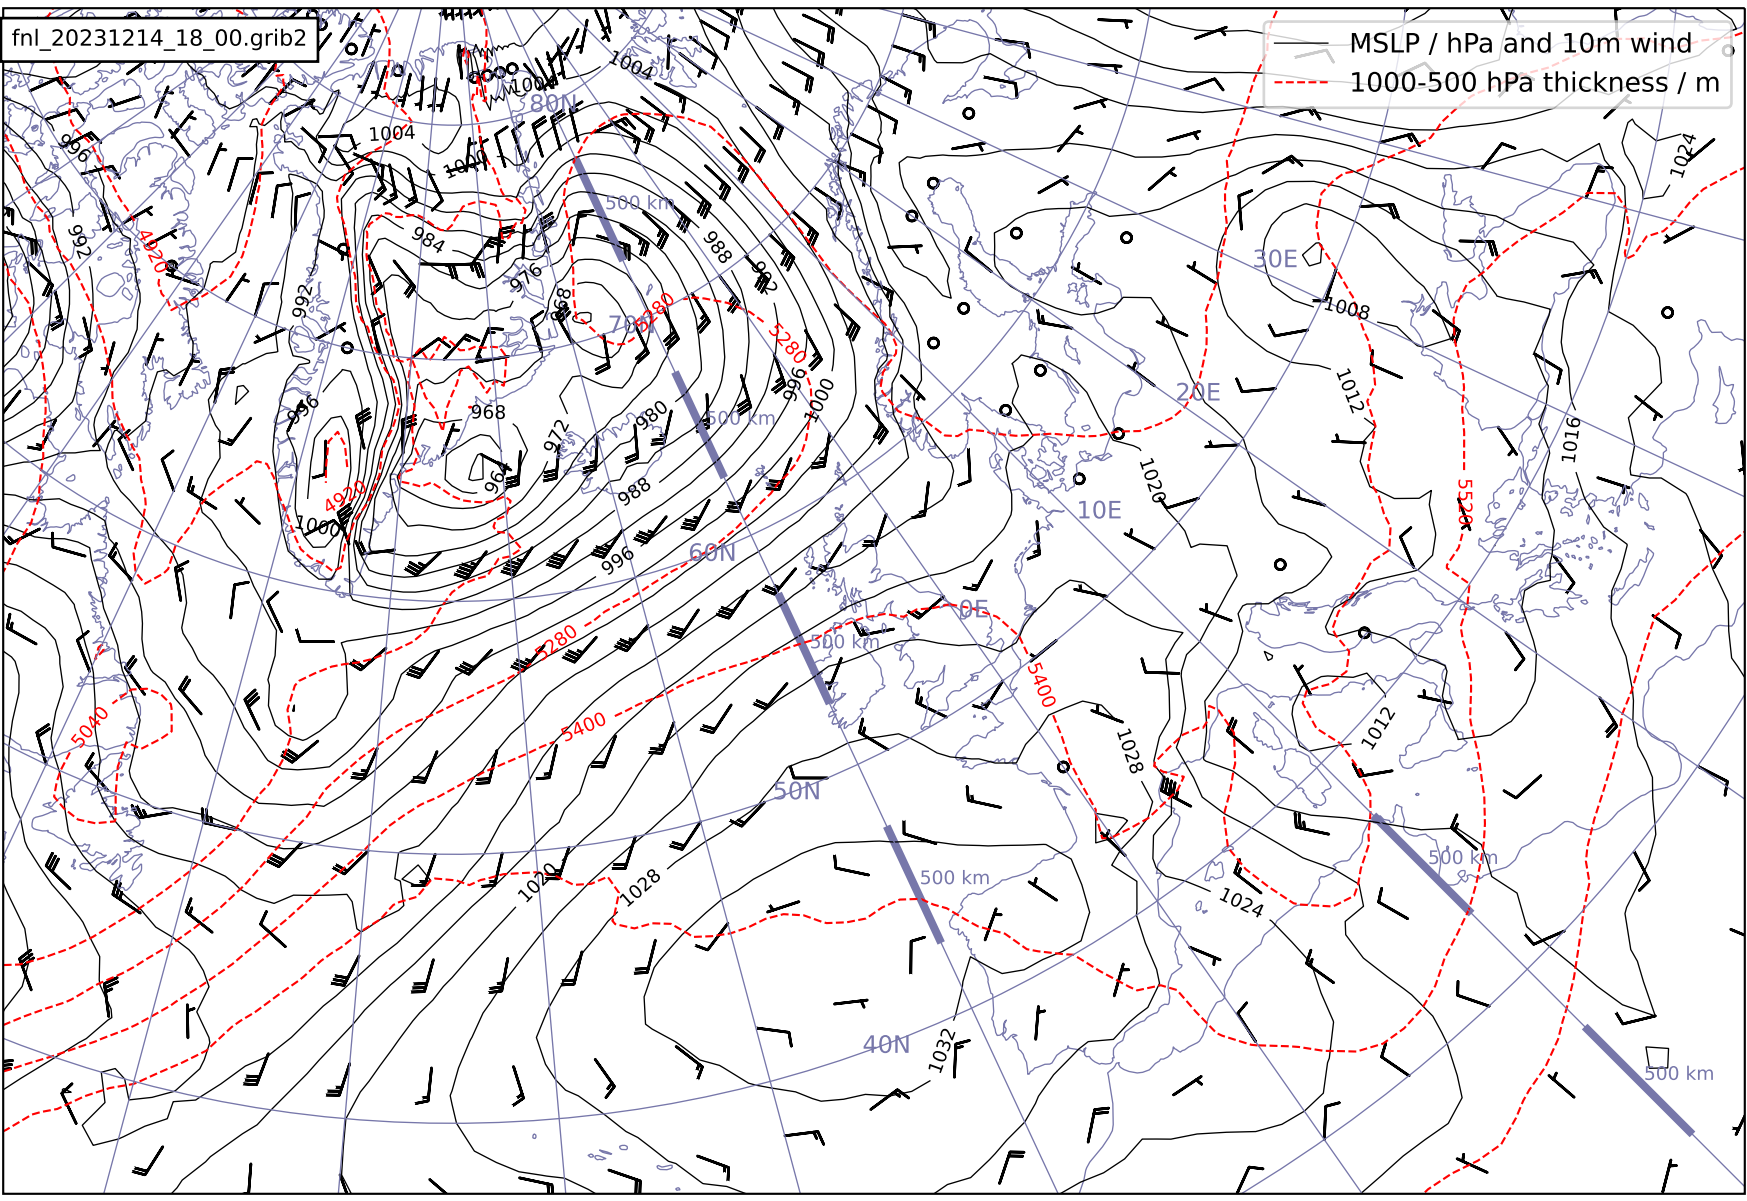 fnl_20231214_18_00.grib2
MSLP / hPa and 10m wind
1000-500 hPa thickness / m
1004
1000
80N
1004
996
1000
1024
500 km
992
4920
984
988
30E
976
992
992
968
5280
1008
70N
5280
20E
996
1012
996
968
980
1000
500 km
972
1016
964
1020
988
4920
5520
10E
1000
60N
996
0E
5280
500 km
5400
5040
5400
1012
1028
50N
500 km
1020
1028
500 km
1024
40N
1032
500 km